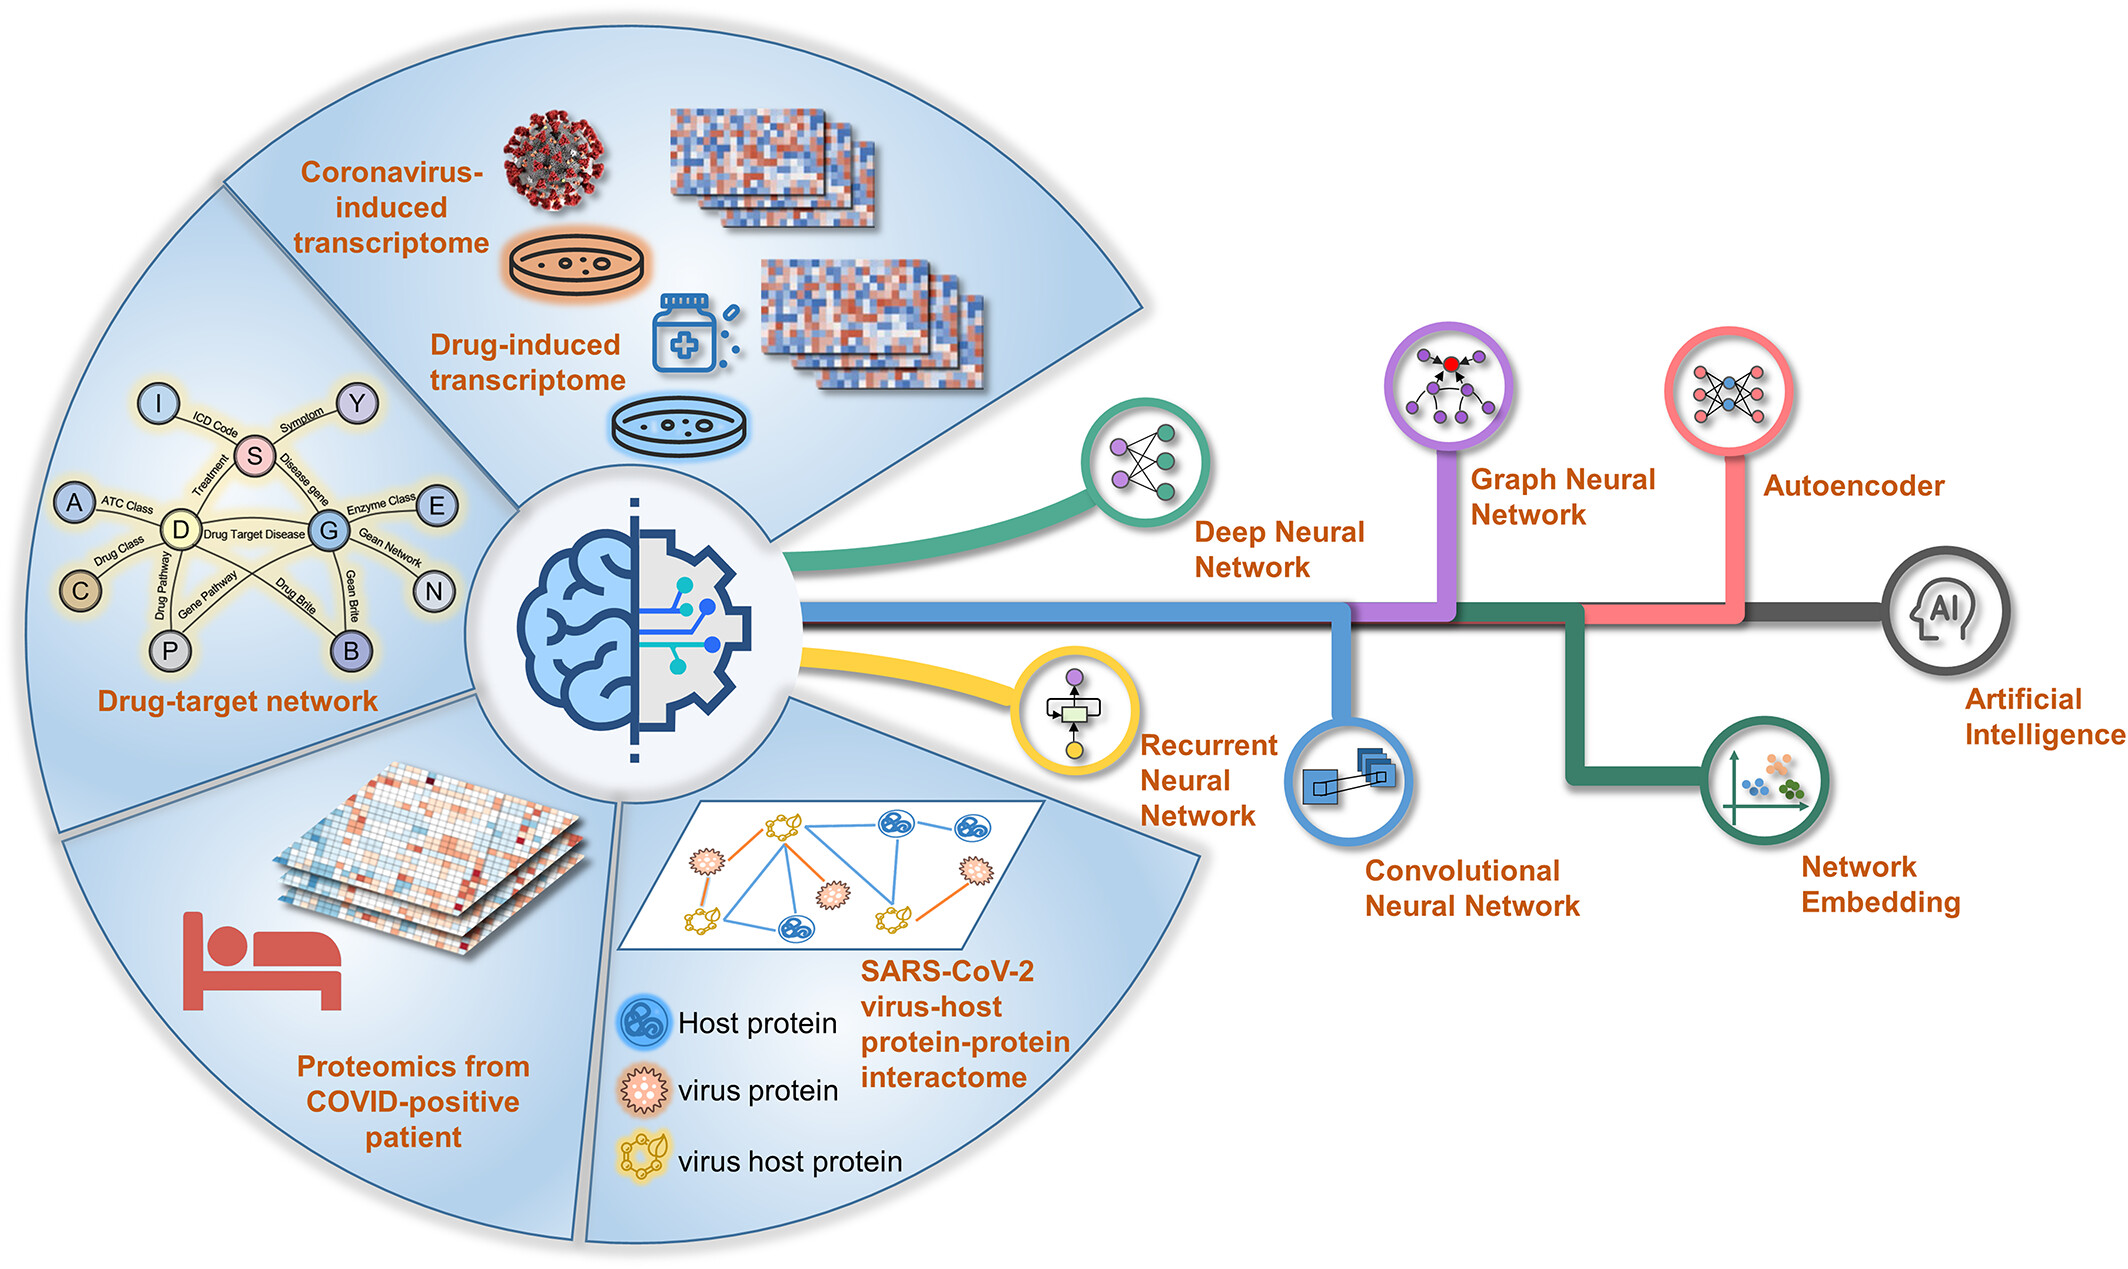 Coronavirus-
induced
transcriptome
Drug-induced
transcriptome
I
Y
ICD Code
Symptom
S
Treatment
Disease gene
A
ATC Class
Enzyme Class
E
D
Drug Target Disease
G
Drug Class
Gean Network
C
Drug Pathway
Gene Pathway
Drug Brite
Gean Brite
N
P
B
Drug-target network
Proteomics from
COVID-positive
patient
SARS-CoV-2
virus-host
protein-protein
interactome
Host protein
virus protein
virus host protein
Deep Neural
Network
Graph Neural
Network
Autoencoder
AI
Artificial
Intelligence
Recurrent
Neural
Network
Convolutional
Neural Network
Network
Embedding